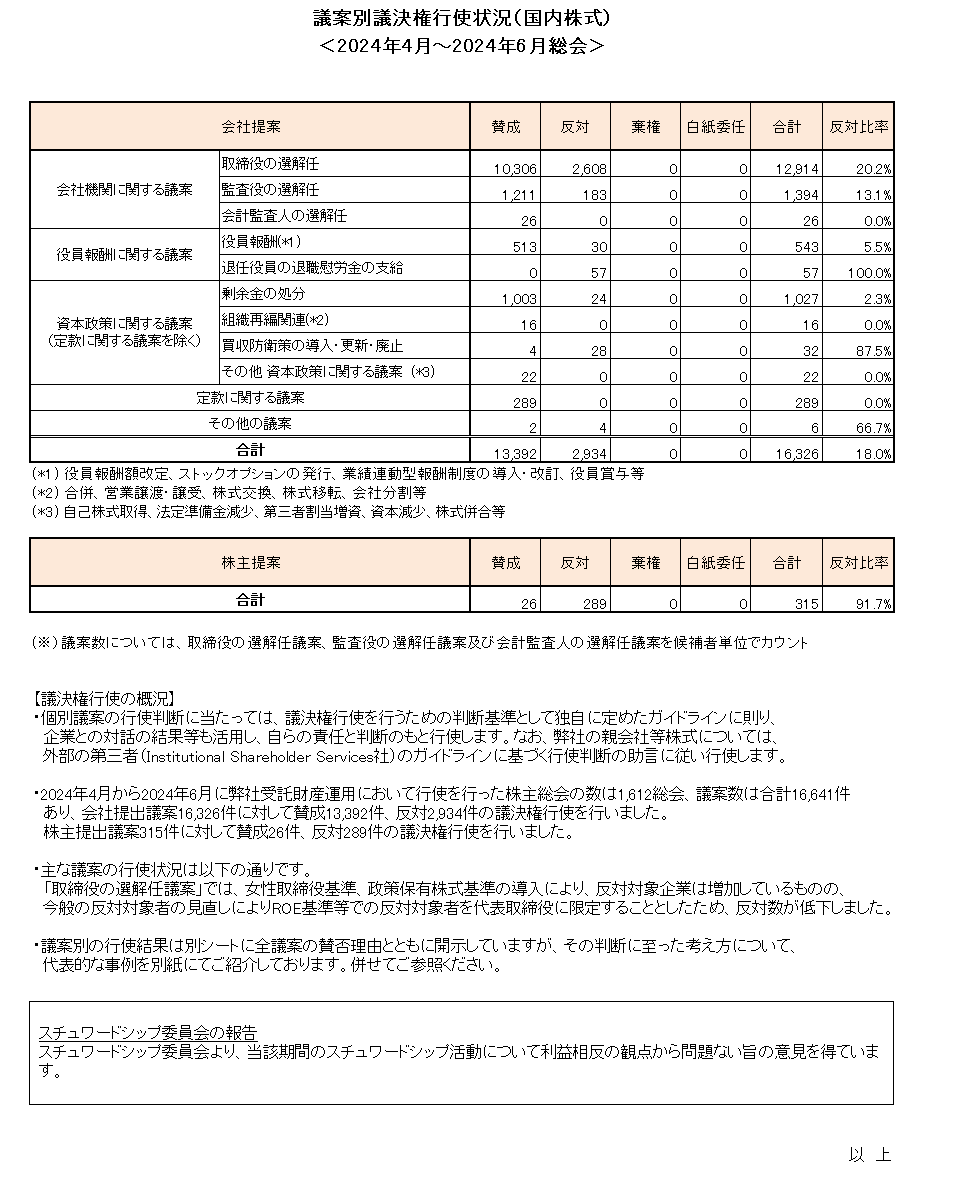 議案別議決権行使状況(国内株式)
<2024年4月～2024年6月総会>
会社提案 賛成 反対 棄権 白紙委任 合計 反対比率
会社機関に関する議案 取締役の選解任 10,306 2,608 0 0 12,914 20.2%
監査役の選解任 1,211 183 0 0 1,394 13.1%
会計監査人の選解任 26 0 0 0 26 0.0%
役員報酬に関する議案 役員報酬(*1) 513 30 0 0 543 5.5%
退任役員の退職慰労金の支給 0 57 0 0 57 100.0%
資本政策に関する議案
(定款に関する議案を除く) 剰余金の処分 1,003 24 0 0 1,027 2.3%
組織再編関連(*2) 16 0 0 0 16 0.0%
買収防衛策の導入・更新・廃止 4 28 0 0 32 87.5%
その他 資本政策に関する議案 (*3) 22 0 0 0 22 0.0%
定款に関する議案 289 0 0 0 289 0.0%
その他の議案 2 4 0 0 6 66.7%
合計 13,392 2,934 0 0 16,326 18.0%
(*1) 役員報酬額改定、ストックオプションの発行、業績連動型報酬制度の導入・改訂、役員賞与等
(*2) 合併、営業譲渡・譲受、株式交換、株式移転、会社分割等
(*3) 自己株式取得、法定準備金減少、第三者割当増資、資本減少、株式併合等
株主提案 賛成 反対 棄権 白紙委任 合計 反対比率
合計 26 289 0 0 315 91.7%
(※) 議案数については、取締役の選解任議案、監査役の選解任議案及び会計監査人の選解任議案を候補者単位でカウント
【議決権行使の概況】
・個別議案の行使判断に当たっては、議決権行使を行うための判断基準として独自に定めたガイドラインに則り、
企業との対話の結果等も活用し、自らの責任と判断のもと行使します。なお、弊社の親会社等株式については、
外部の第三者(Institutional Shareholder Services社)のガイドラインに基づく行使判断の助言に従い行使します。
・2024年4月から2024年6月に弊社受託財産運用において行使を行った株主総会の数は1,612総会、議案数は合計16,641件
あり、会社提出議案16,326件に対して賛成13,392件、反対2,934件の議決権行使を行いました。
株主提出議案315件に対して賛成26件、反対289件の議決権行使を行いました。
・主な議案の行使状況は以下の通りです。
「取締役の選解任議案」では、女性取締役基準、政策保有株式基準の導入により、反対対象企業は増加しているものの、
今般の反対対象者の見直しによりROE基準等での反対対象者を代表取締役に限定することとしたため、反対数が低下しました。
・議案別の行使結果は別シートに全議案の賛否理由とともに開示していますが、その判断に至った考え方について、
代表的な事例を別紙にてご紹介しております。併せてご参照ください。
スチュワードシップ委員会の報告
スチュワードシップ委員会より、当該期間のスチュワードシップ活動について利益相反の観点から問題ない旨の意見を得ていま
す。
以 上